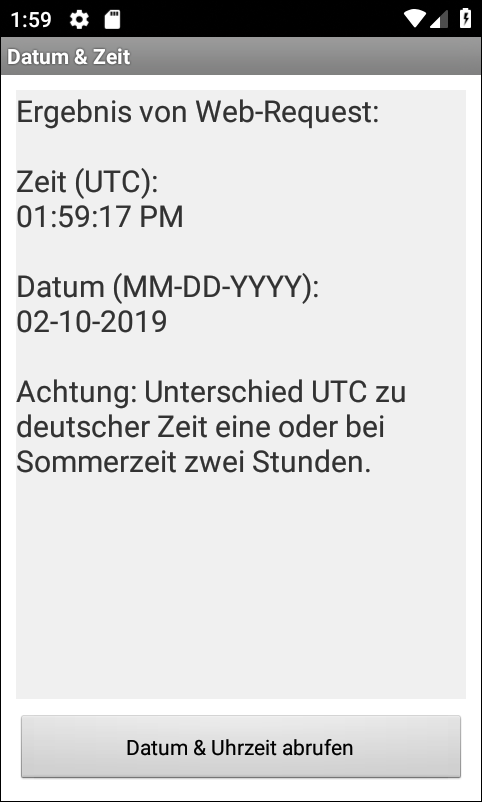 1:59
Datum & Zeit
Ergebnis von Web-Request:
Zeit (UTC):
01:59:17 PM
Datum (MM-DD-YYYY):
02-10-2019
Achtung: Unterschied UTC zu
deutscher Zeit eine oder bei
Sommerzeit zwei Stunden.
Datum & Uhrzeit abrufen